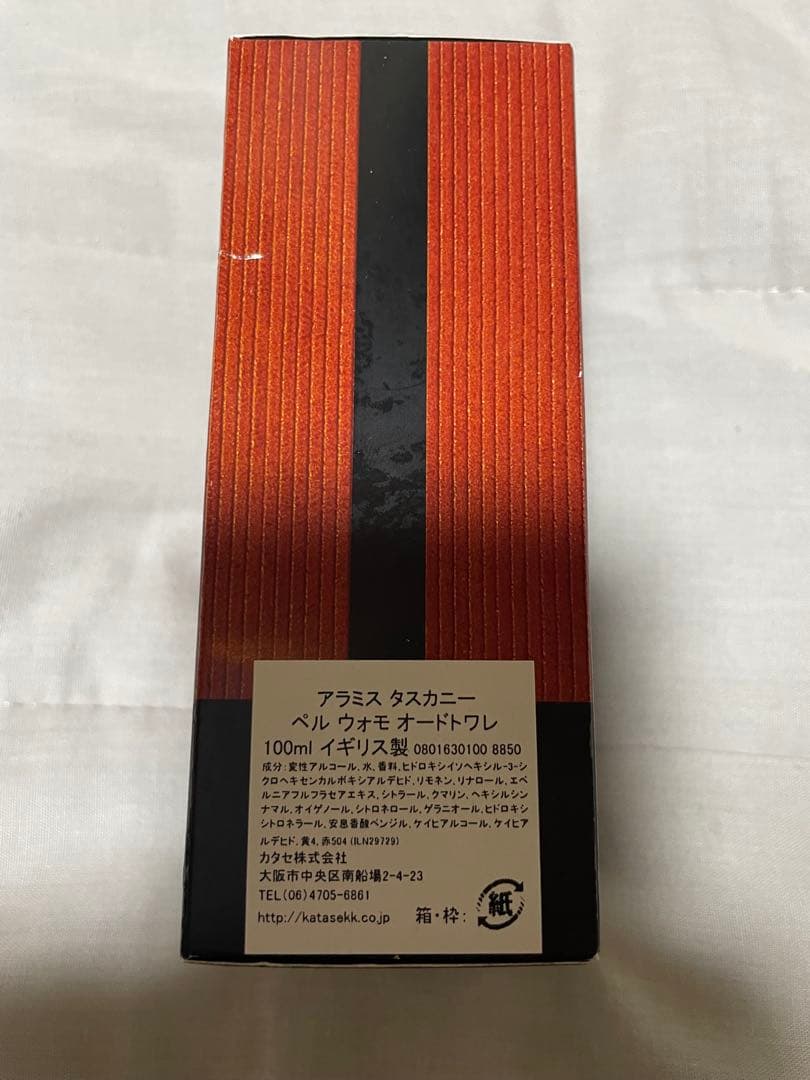 アラミス タスカニー
ペル ウォモ オードトワレ
100ml イギリス製 0801630100 8850
成分:変性アルコール､水､香料､ヒドロキシイソヘキシル-3-シ
クロヘキセンカルボキシアルデヒド､リモネン､リナロール､エベ
ルニアフルフラセアエキス､シトラール､クマリン､ヘキシルシン
ナマル､オイゲノール､シトロネロール､ゲラニオール､ヒドロキシ
シトロネラール､安息香酸ベンジル､ケイヒアルコール､ケイヒア
ルデヒド､黄4､赤504 (ILN29729)
カタセ株式会社
大阪市中央区南船場2-4-23
TEL(06)4705-6861
http://katasekk.co.jp 箱・枠: 紙